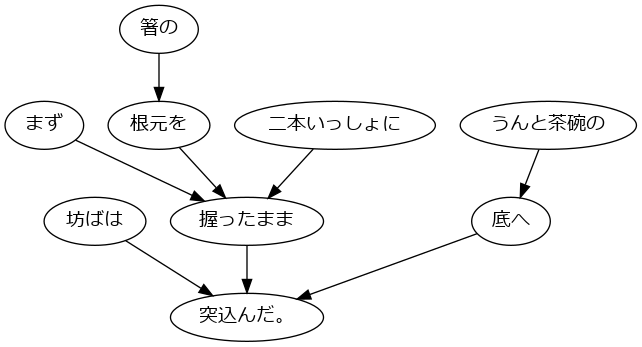 箸の
まず
根元を
二本いっしょに
うんと茶碗の
坊ばは
握ったまま
底へ
突込んだ。